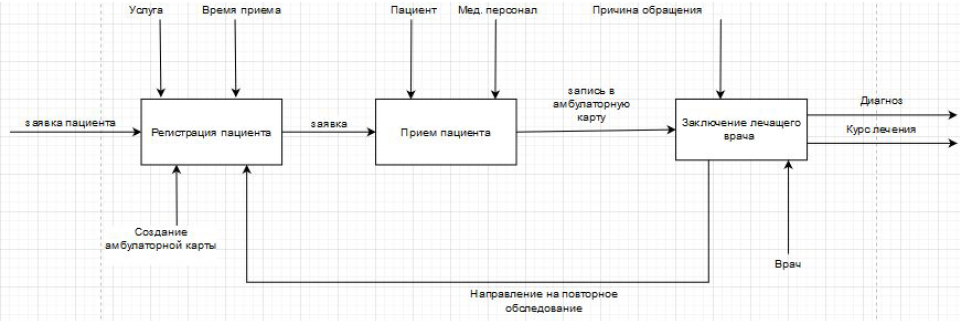 Услуга
Время приема
Пациент
Мед. персонал
Причина обращения
заявка пациента
Регистрация пациента
заявка
Прием пациента
запись в
амбулаторную
карту
Заключение лечащего
врача
Диагноз
Курс лечения
Создание
амбулаторной карты
Врач
Направление на повторное
обследование